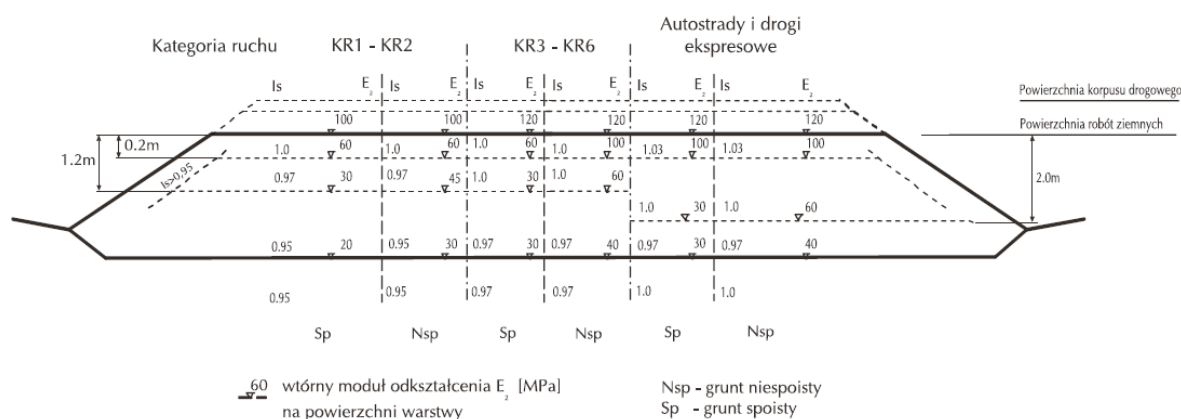 Kategoria ruchu KR1 - KR2 KR3 - KR6 Autostrady i drogi ekspresowe
Is E₂ Is E₂ Is E₂ Is E₂ Is E₂ Is E₂
Powierzchnia korpusu drogowego
100 100 120 120 120 120
Powierzchnia robót ziemnych
0.2m 1.0 60 1.0 60 1.0 60 1.0 100 1.03 100 1.03 100
1.2m Is>0.95 0.97 30 0.97 45 1.0 30 1.0 60 2.0m
1.0 30 1.0 60
0.95 20 0.95 30 0.97 30 0.97 40 0.97 30 0.97 40
0.95 0.95 0.97 0.97 1.0 1.0
Sp Nsp Sp Nsp Sp Nsp
60 wtórny moduł odkształcenia E₂ [MPa]
na powierzchni warstwy
Nsp - grunt niespoisty
Sp - grunt spoisty